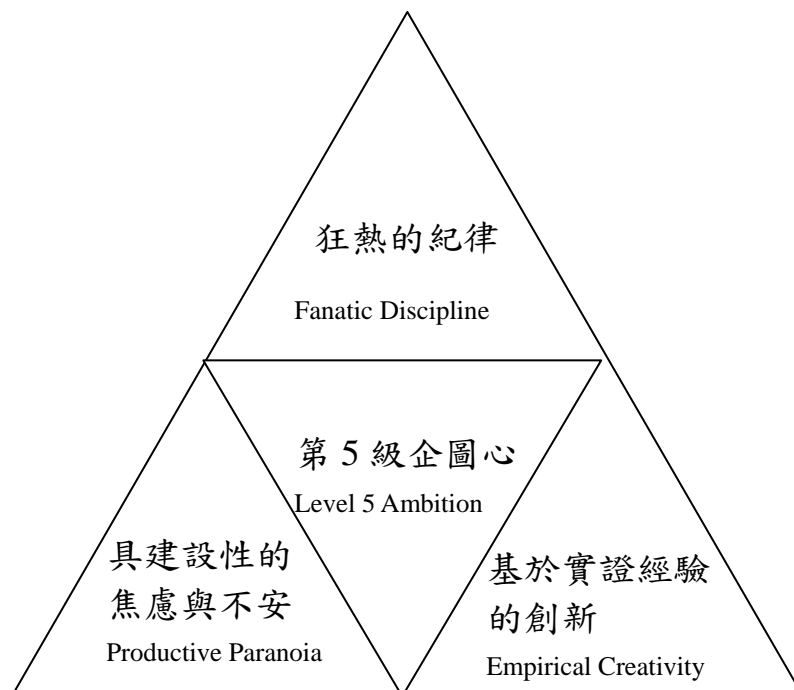 狂熱的紀律
Fanatic Discipline
第 5 級企圖心
Level 5 Ambition
具建設性的
焦慮與不安
Productive Paranoia
基於實證經驗
的創新
Empirical Creativity